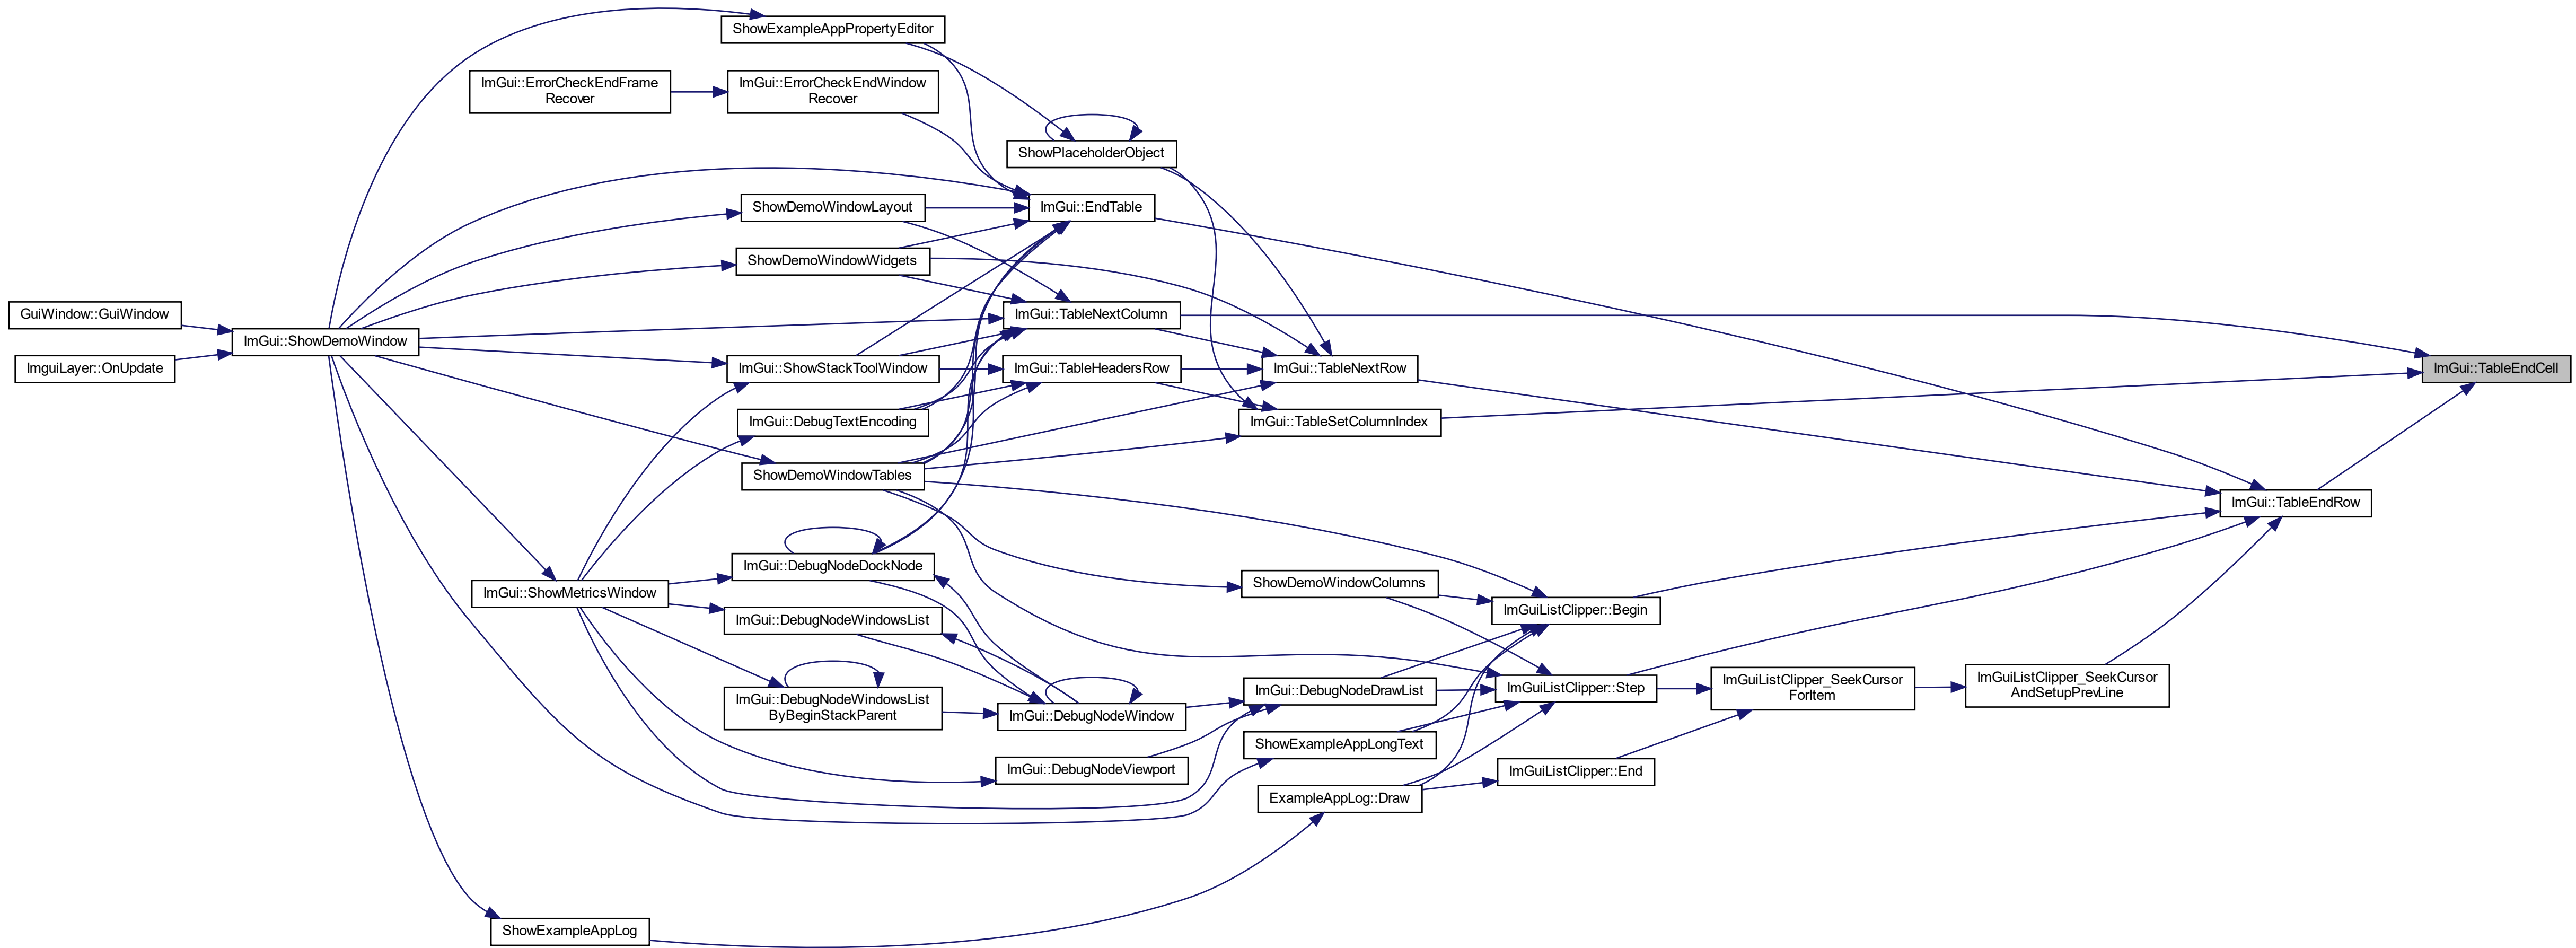 ShowExampleAppPropertyEditor
ImGui::ErrorCheckEndFrame
Recover
ImGui::ErrorCheckEndWindow
Recover
ShowPlaceholderObject
ShowDemoWindowLayout
ImGui::EndTable
ShowDemoWindowWidgets
GuiWindow::GuiWindow
ImGui::TableNextColumn
ImGui::ShowDemoWindow
ImguiLayer::OnUpdate
ImGui::ShowStackToolWindow
ImGui::TableHeadersRow
ImGui::TableNextRow
ImGui::TableEndCell
ImGui::DebugTextEncoding
ImGui::TableSetColumnIndex
ShowDemoWindowTables
ImGui::TableEndRow
ImGui::DebugNodeDockNode
ShowDemoWindowColumns
ImGui::ShowMetricsWindow
ImGuiListClipper::Begin
ImGui::DebugNodeWindowsList
ImGui::DebugNodeWindowsList
ByBeginStackParent
ImGui::DebugNodeWindow
ImGui::DebugNodeDrawList
ImGuiListClipper::Step
ImGuiListClipper_SeekCursor
ForItem
ImGuiListClipper_SeekCursor
AndSetupPrevLine
ShowExampleAppLongText
ImGui::DebugNodeViewport
ImGuiListClipper::End
ExampleAppLog::Draw
ShowExampleAppLog